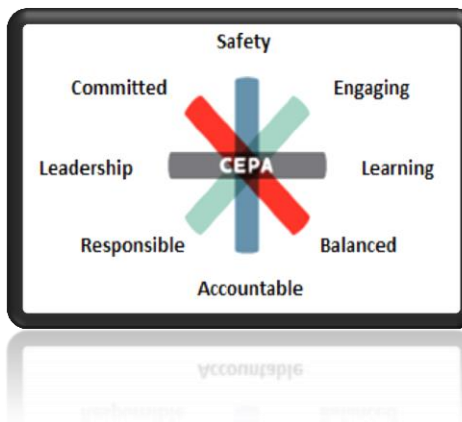 Safety
Committed Engaging
Leadership CEPA Learning
Responsible Balanced
Accountable